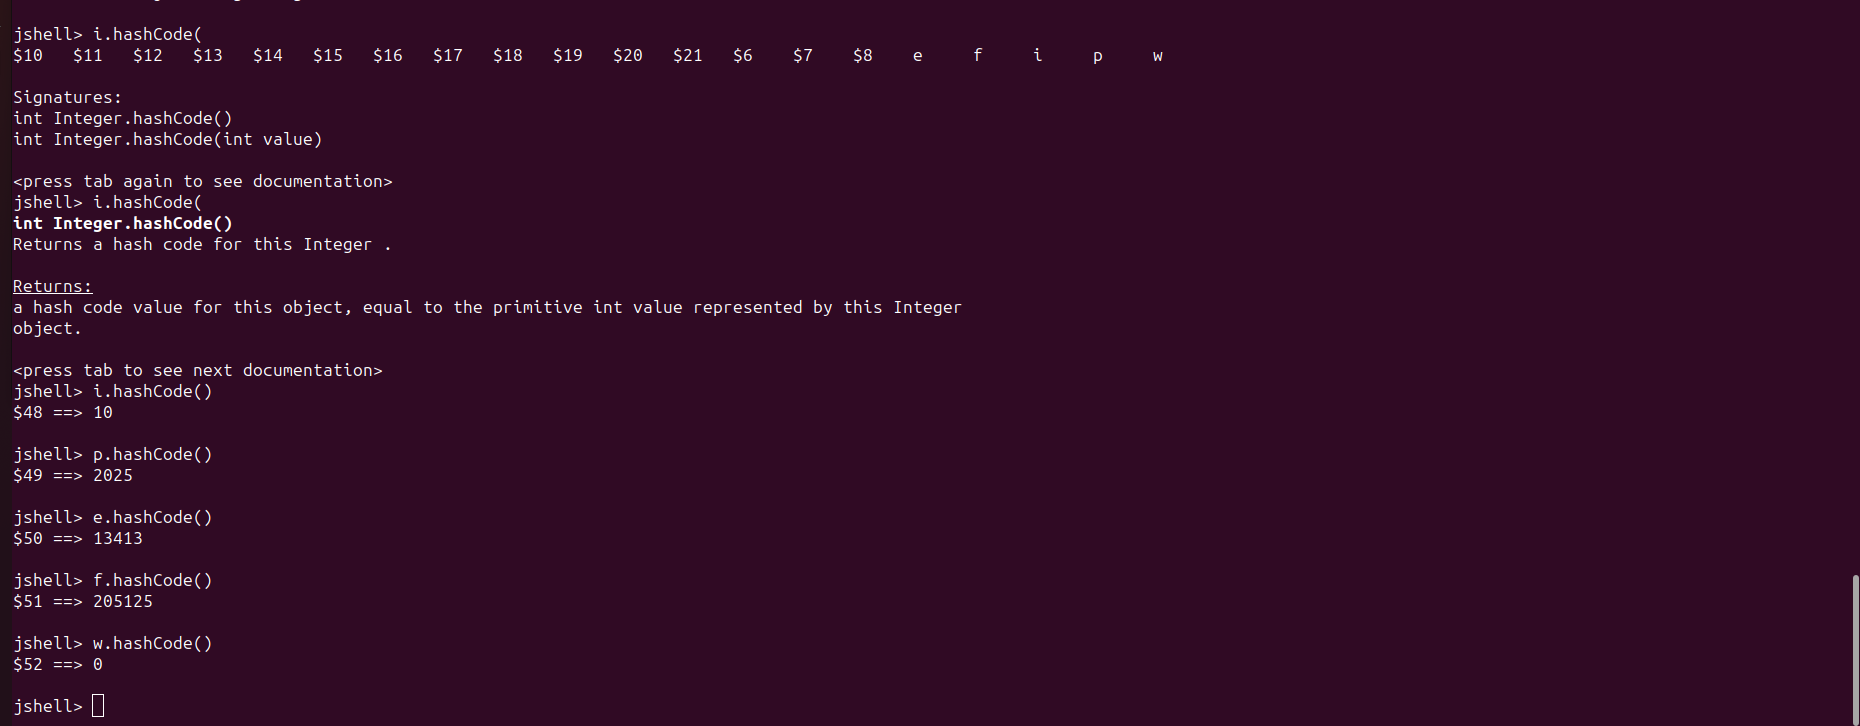 jshell> i.hashCode(
$10 $11 $12 $13 $14 $15 $16 $17 $18 $19 $20 $21 $6 $7 $8 e f i p w
Signatures:
int Integer.hashCode()
int Integer.hashCode(int value)
<press tab again to see documentation>
jshell> i.hashCode(
int Integer.hashCode()
Returns a hash code for this Integer .
Returns:
a hash code value for this object, equal to the primitive int value represented by this Integer
object.
<press tab to see next documentation>
jshell> i.hashCode()
$48 ==> 10
jshell> p.hashCode()
$49 ==> 2025
jshell> e.hashCode()
$50 ==> 13413
jshell> f.hashCode()
$51 ==> 205125
jshell> w.hashCode()
$52 ==> 0
jshell>